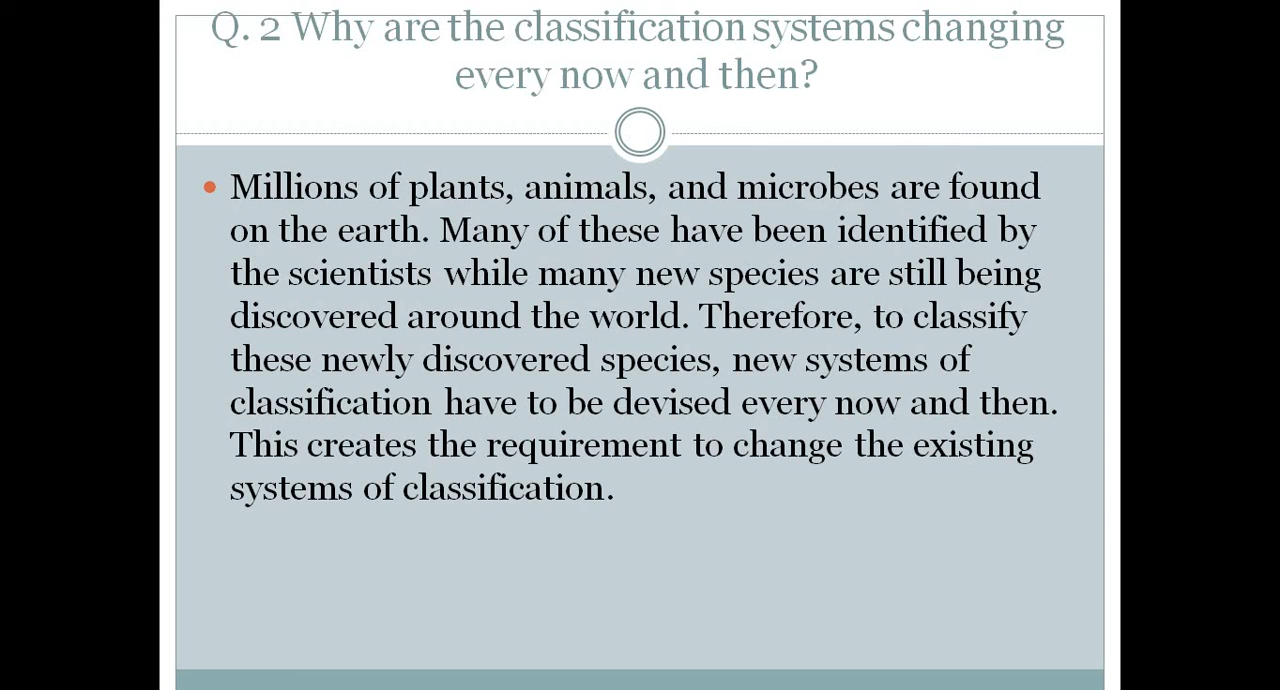 Q. 2 Why are the classification systems changing
every now and then?
• Millions of plants, animals, and microbes are found
on the earth. Many of these have been identified by
the scientists while many new species are still being
discovered around the world. Therefore, to classify
these newly discovered species, new systems of
classification have to be devised every now and then.
This creates the requirement to change the existing
systems of classification.